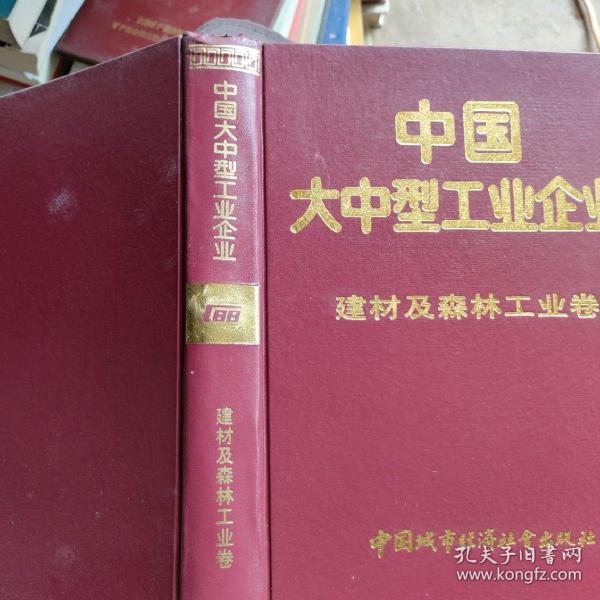 中国大中型工业企业
建材及森林工业卷
中国
大中型工业企业
建材及森林工业卷
中国城市经济社会出版社
孔夫子旧书网
www.kongfz.com